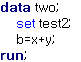 data two;
set test2
b=x+y;
run;